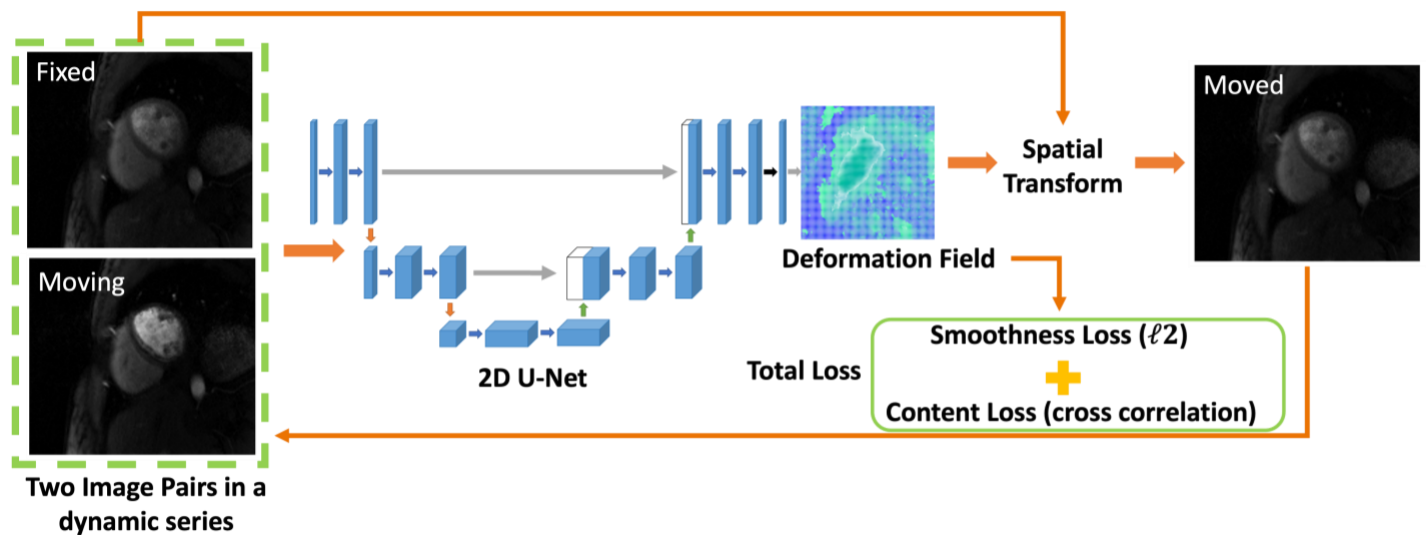 Fixed
Moving
Two Image Pairs in a
dynamic series
2D U-Net
Deformation Field
Spatial
Transform
Moved
Total Loss
Smoothness Loss (ℓ2)
Content Loss (cross correlation)